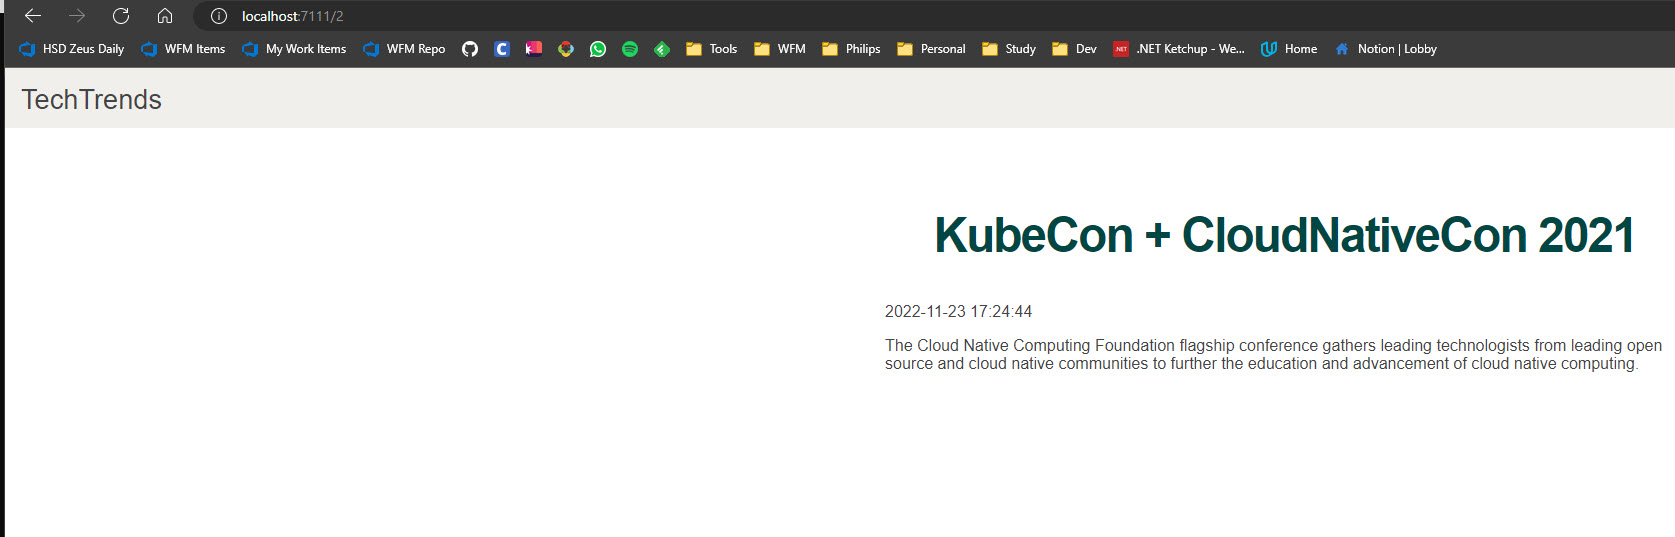 localhost:7111/2
HSD Zeus Daily WFM Items My Work Items WFM Repo C Tools WFM Philips Personal Study Dev .NET .NET Ketchup - We... Home Notion | Lobby
TechTrends
KubeCon + CloudNativeCon 2021
2022-11-23 17:24:44
The Cloud Native Computing Foundation flagship conference gathers leading technologists from leading open
source and cloud native communities to further the education and advancement of cloud native computing.